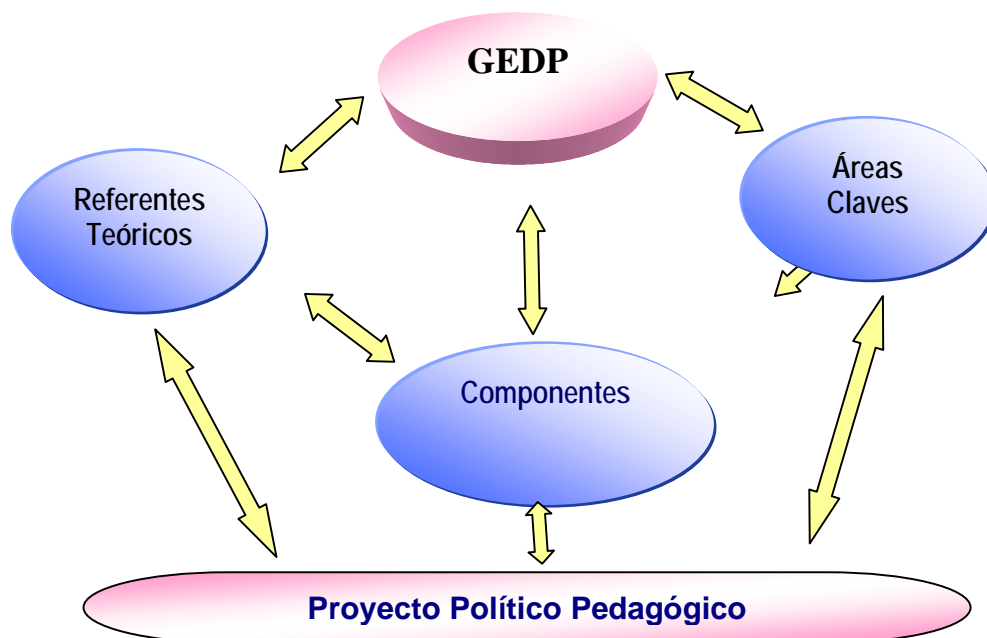 GEDP
Referentes
Teóricos
Áreas
Claves
Componentes
Proyecto Político Pedagógico